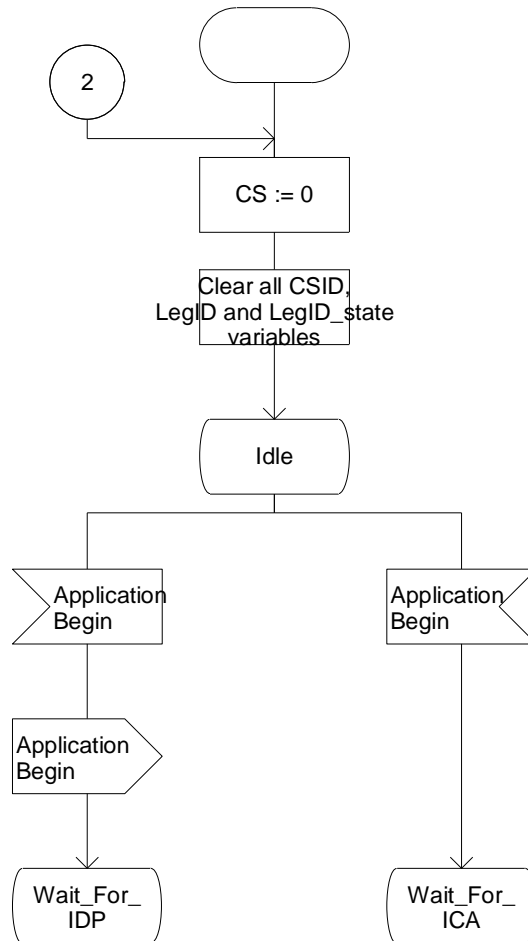 2
CS := 0
Clear all CSID,
LegID and LegID_state
variables
Idle
Application
Begin
Application
Begin
Application
Begin
Wait_For_
IDP
Wait_For_
ICA